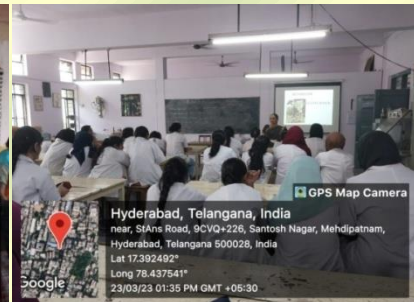 GPS Map Camera
Hyderabad, Telangana, India
near, StAns Road, 9CVQ+226, Santosh Nagar, Mehdipatnam,
Hyderabad, Telangana 500028, India
Lat 17.392492°
Long 78.437541°
23/03/23 01:35 PM GMT +05:30
Google